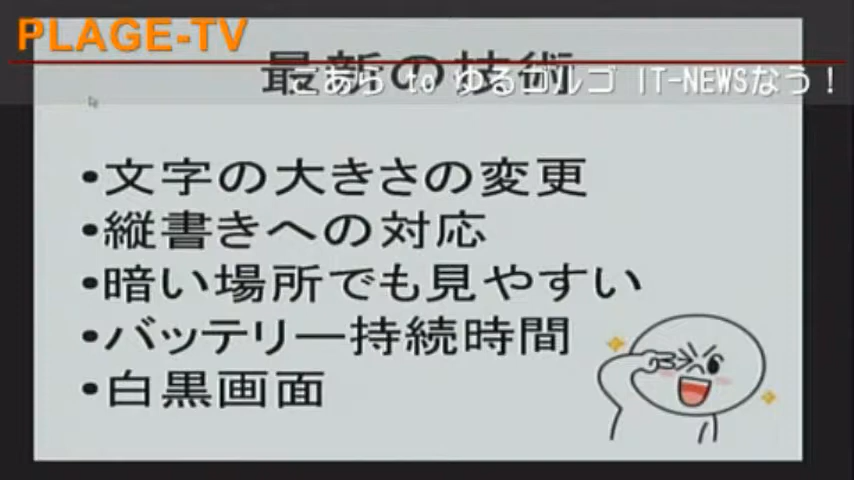 PLAGE-TV
最新の技術
こあら to ゆるゴルゴ IT-NEWSなう！
•文字の大きさの変更
•縦書きへの対応
•暗い場所でも見やすい
•バッテリー持続時間
•白黒画面